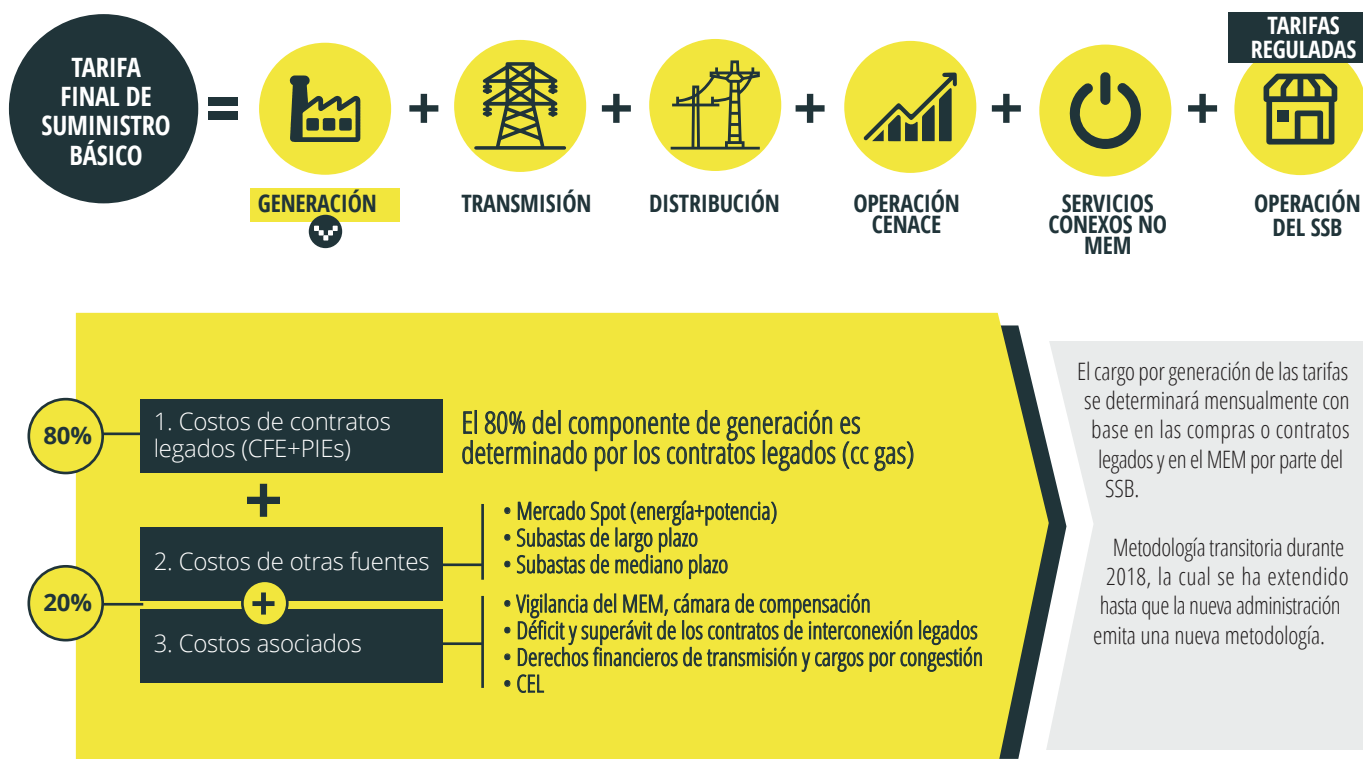 TARIFA
FINAL DE
SUMINISTRO
BÁSICO
=
+
+
+
+
+
TARIFAS
REGULADAS
GENERACIÓN
TRANSMISIÓN
DISTRIBUCIÓN
OPERACIÓN
CENACE
SERVICIOS
CONEXOS NO
MEM
OPERACIÓN
DEL SSB
80%
1. Costos de contratos
legados (CFE+PIEs)
El 80% del componente de generación es
determinado por los contratos legados (cc gas)
+
20%
2. Costos de otras fuentes
• Mercado Spot (energía+potencia)
• Subastas de largo plazo
• Subastas de mediano plazo
+
3. Costos asociados
• Vigilancia del MEM, cámara de compensación
• Déficit y superávit de los contratos de interconexión legados
• Derechos financieros de transmisión y cargos por congestión
• CEL
El cargo por generación de las tarifas
se determinará mensualmente con
base en las compras o contratos
legados y en el MEM por parte del
SSB.
Metodología transitoria durante
2018, la cual se ha extendido
hasta que la nueva administración
emita una nueva metodología.